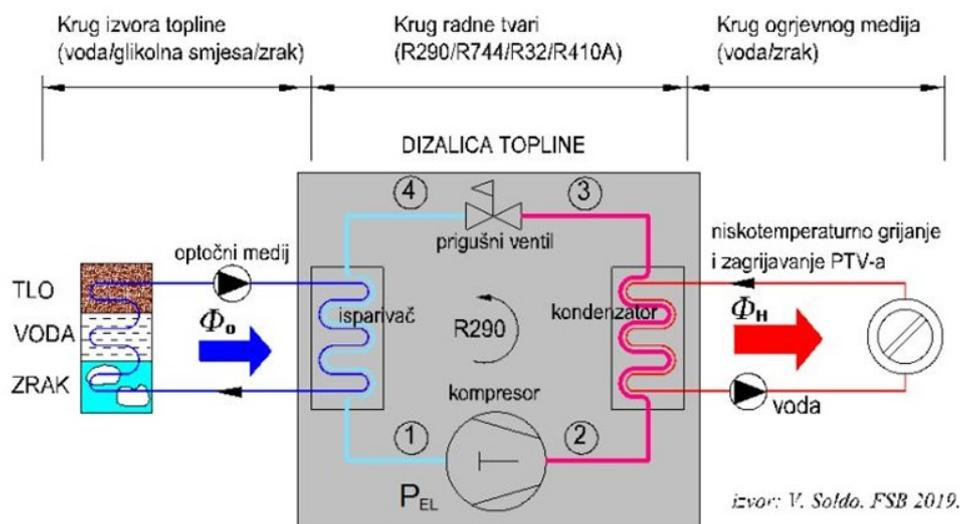 Krug izvora topline
(voda/glikolna smjesa/zrak)
Krug radne tvari
(R290/R744/R32/R410A)
Krug ogrjevnog medija
(voda/zrak)
DIZALICA TOPLINE
4
3
prigušni ventil
optočni medij
niskotemperaturno grijanje
i zagrijavanje PTV-a
TLO
VODA
ZRAK
Φo
isparivač
R290
kondenzator
ΦH
kompresor
voda
1
2
PEL
izvor: V. Soldo. FSB 2019.